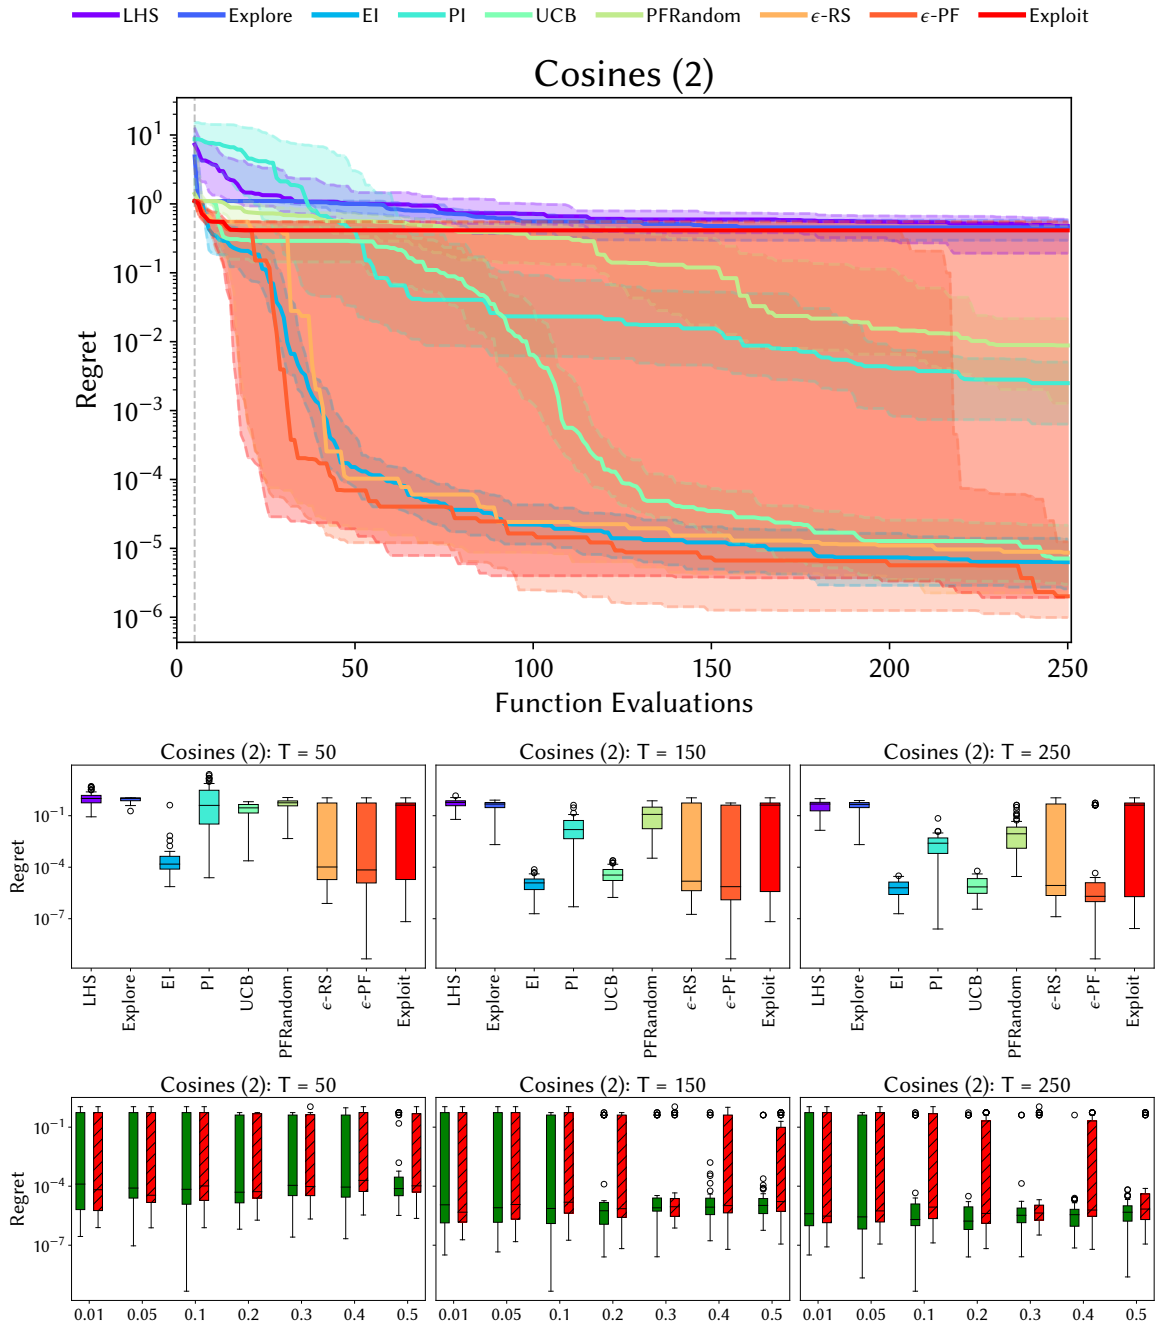 LHS Explore EI PI UCB PFRandom ϵ-RS ϵ-PF Exploit
Cosines (2)
Regret
10¹
10⁰
10⁻¹
10⁻²
10⁻³
10⁻⁴
10⁻⁵
10⁻⁶
0 50 100 150 200 250
Function Evaluations
Cosines (2): T = 50 Cosines (2): T = 150 Cosines (2): T = 250
Regret
10⁻¹
10⁻⁴
10⁻⁷
LHS Explore EI PI UCB PFRandom ϵ-RS ϵ-PF Exploit LHS Explore EI PI UCB PFRandom ϵ-RS ϵ-PF Exploit LHS Explore EI PI UCB PFRandom ϵ-RS ϵ-PF Exploit
Cosines (2): T = 50 Cosines (2): T = 150 Cosines (2): T = 250
Regret
10⁻¹
10⁻⁴
10⁻⁷
0.01 0.05 0.1 0.2 0.3 0.4 0.5 0.01 0.05 0.1 0.2 0.3 0.4 0.5 0.01 0.05 0.1 0.2 0.3 0.4 0.5